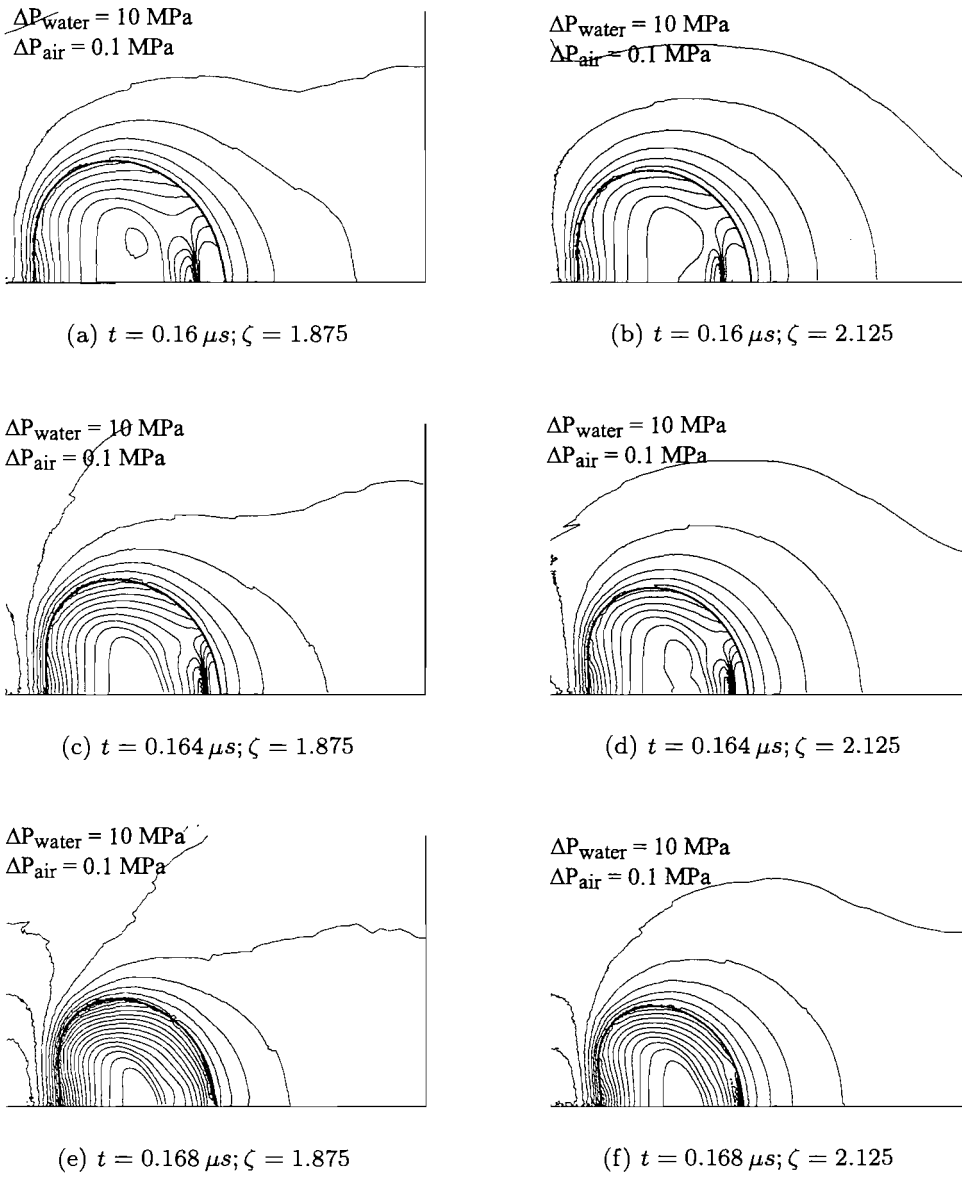 ΔPwater = 10 MPa
ΔPair = 0.1 MPa
ΔPwater = 10 MPa
ΔPair = 0.1 MPa
(a) t = 0.16 μs; ζ = 1.875
(b) t = 0.16 μs; ζ = 2.125
ΔPwater = 10 MPa
ΔPair = 0.1 MPa
ΔPwater = 10 MPa
ΔPair = 0.1 MPa
(c) t = 0.164 μs; ζ = 1.875
(d) t = 0.164 μs; ζ = 2.125
ΔPwater = 10 MPa
ΔPair = 0.1 MPa
ΔPwater = 10 MPa
ΔPair = 0.1 MPa
(e) t = 0.168 μs; ζ = 1.875
(f) t = 0.168 μs; ζ = 2.125